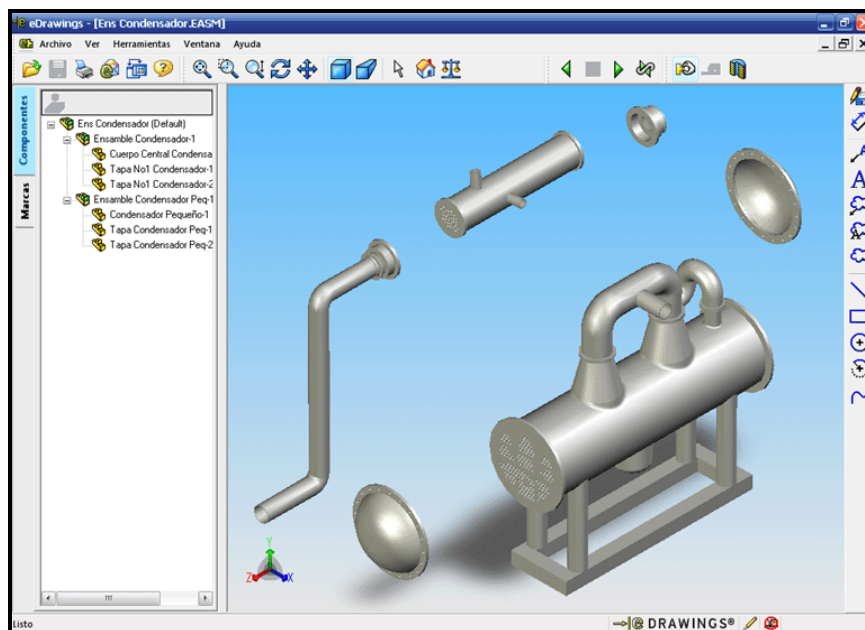 eDrawings - [Ens Condensador.EASM]
Archivo Ver Herramientas Ventana Ayuda
Componentes
Marcas
Ens Condensador (Default)
Ensamble Condensador-1
Cuerpo Central Condensa
Tapa No1 Condensador-1
Tapa No1 Condensador-2
Ensamble Condensador Peq-1
Condensador Pequeño-1
Tapa Condensador Peq-1
Tapa Condensador Peq-2
Y
Z
X
A
A
A
Listo
e DRAWINGS®